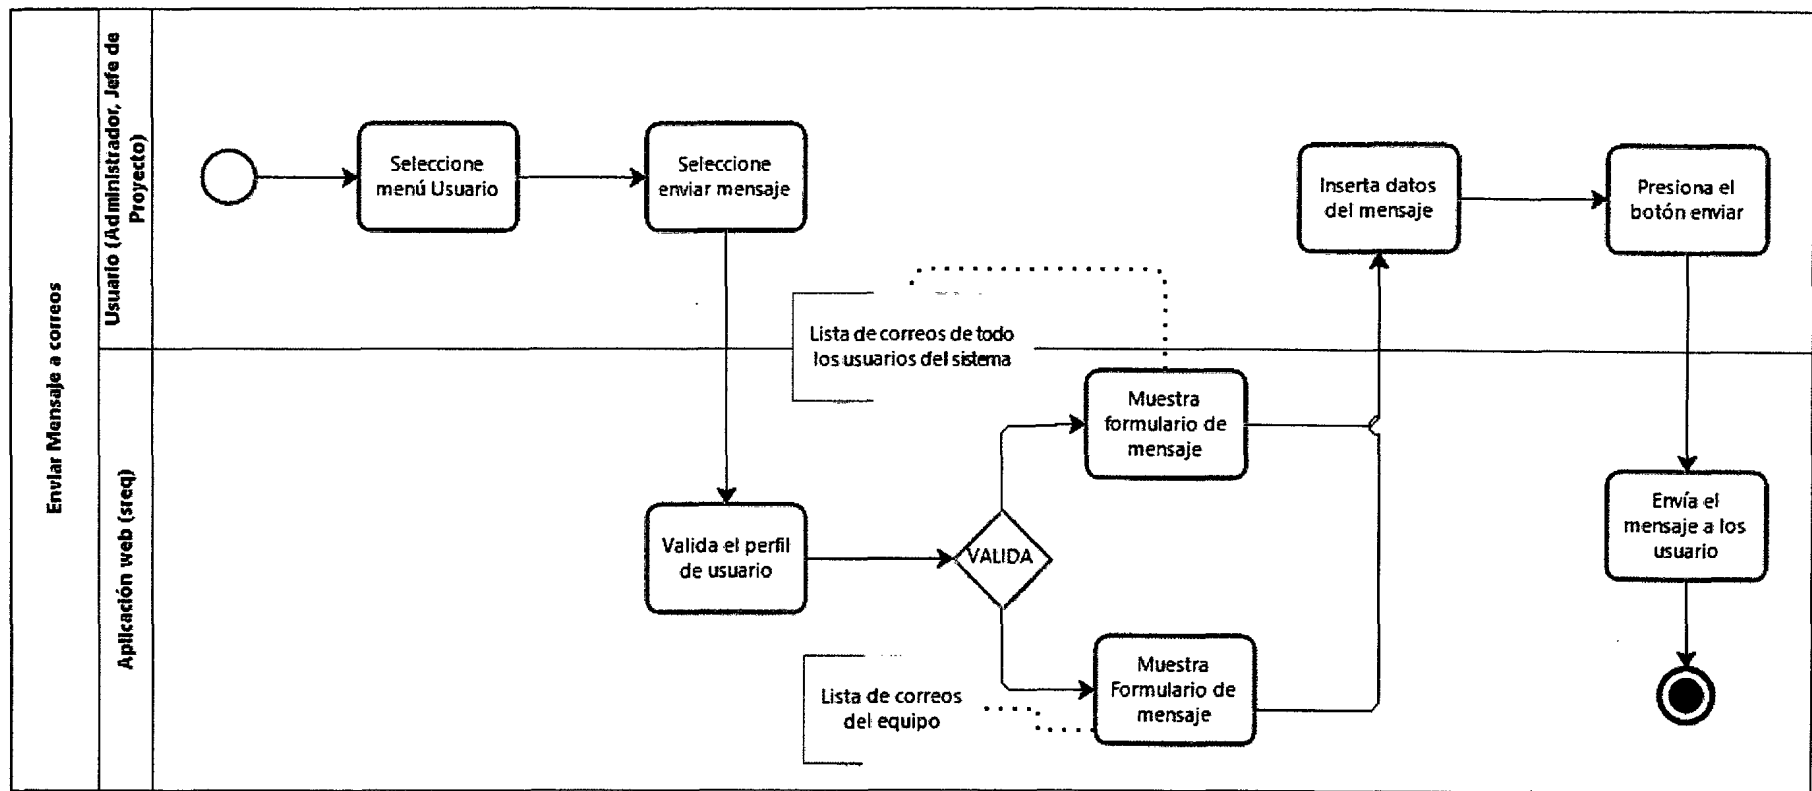 Enviar Mensaje a correos
Usuario (Administrador, Jefe de
Proyecto)
Seleccione
menú Usuario
Seleccione
enviar mensaje
Inserta datos
del mensaje
Presiona el
botón enviar
Lista de correos de todo
los usuarios del sistema
Aplicación web (sreq)
Muestra
formulario de
mensaje
Valida el perfil
de usuario
VALIDA
Envía el
mensaje a los
usuario
Lista de correos
del equipo
Muestra
Formulario de
mensaje